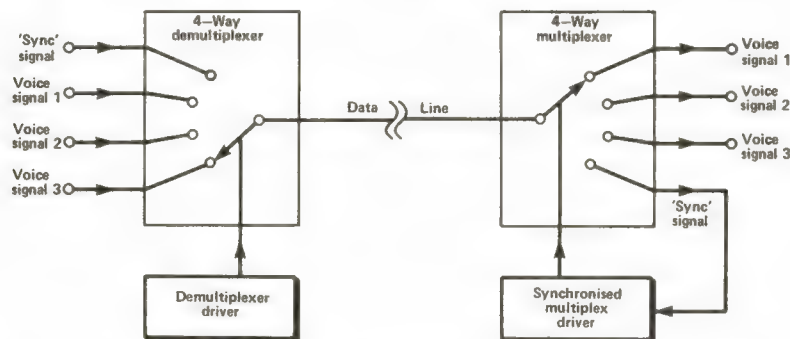 4-Way
demultiplexer
'Sync'
signal
Voice
signal 1
Voice
signal 2
Voice
signal 3
Demultiplexer
driver
Data
Line
4-Way
multiplexer
Voice
signal 1
Voice
signal 2
Voice
signal 3
'Sync'
signal
Synchronised
multiplex
driver